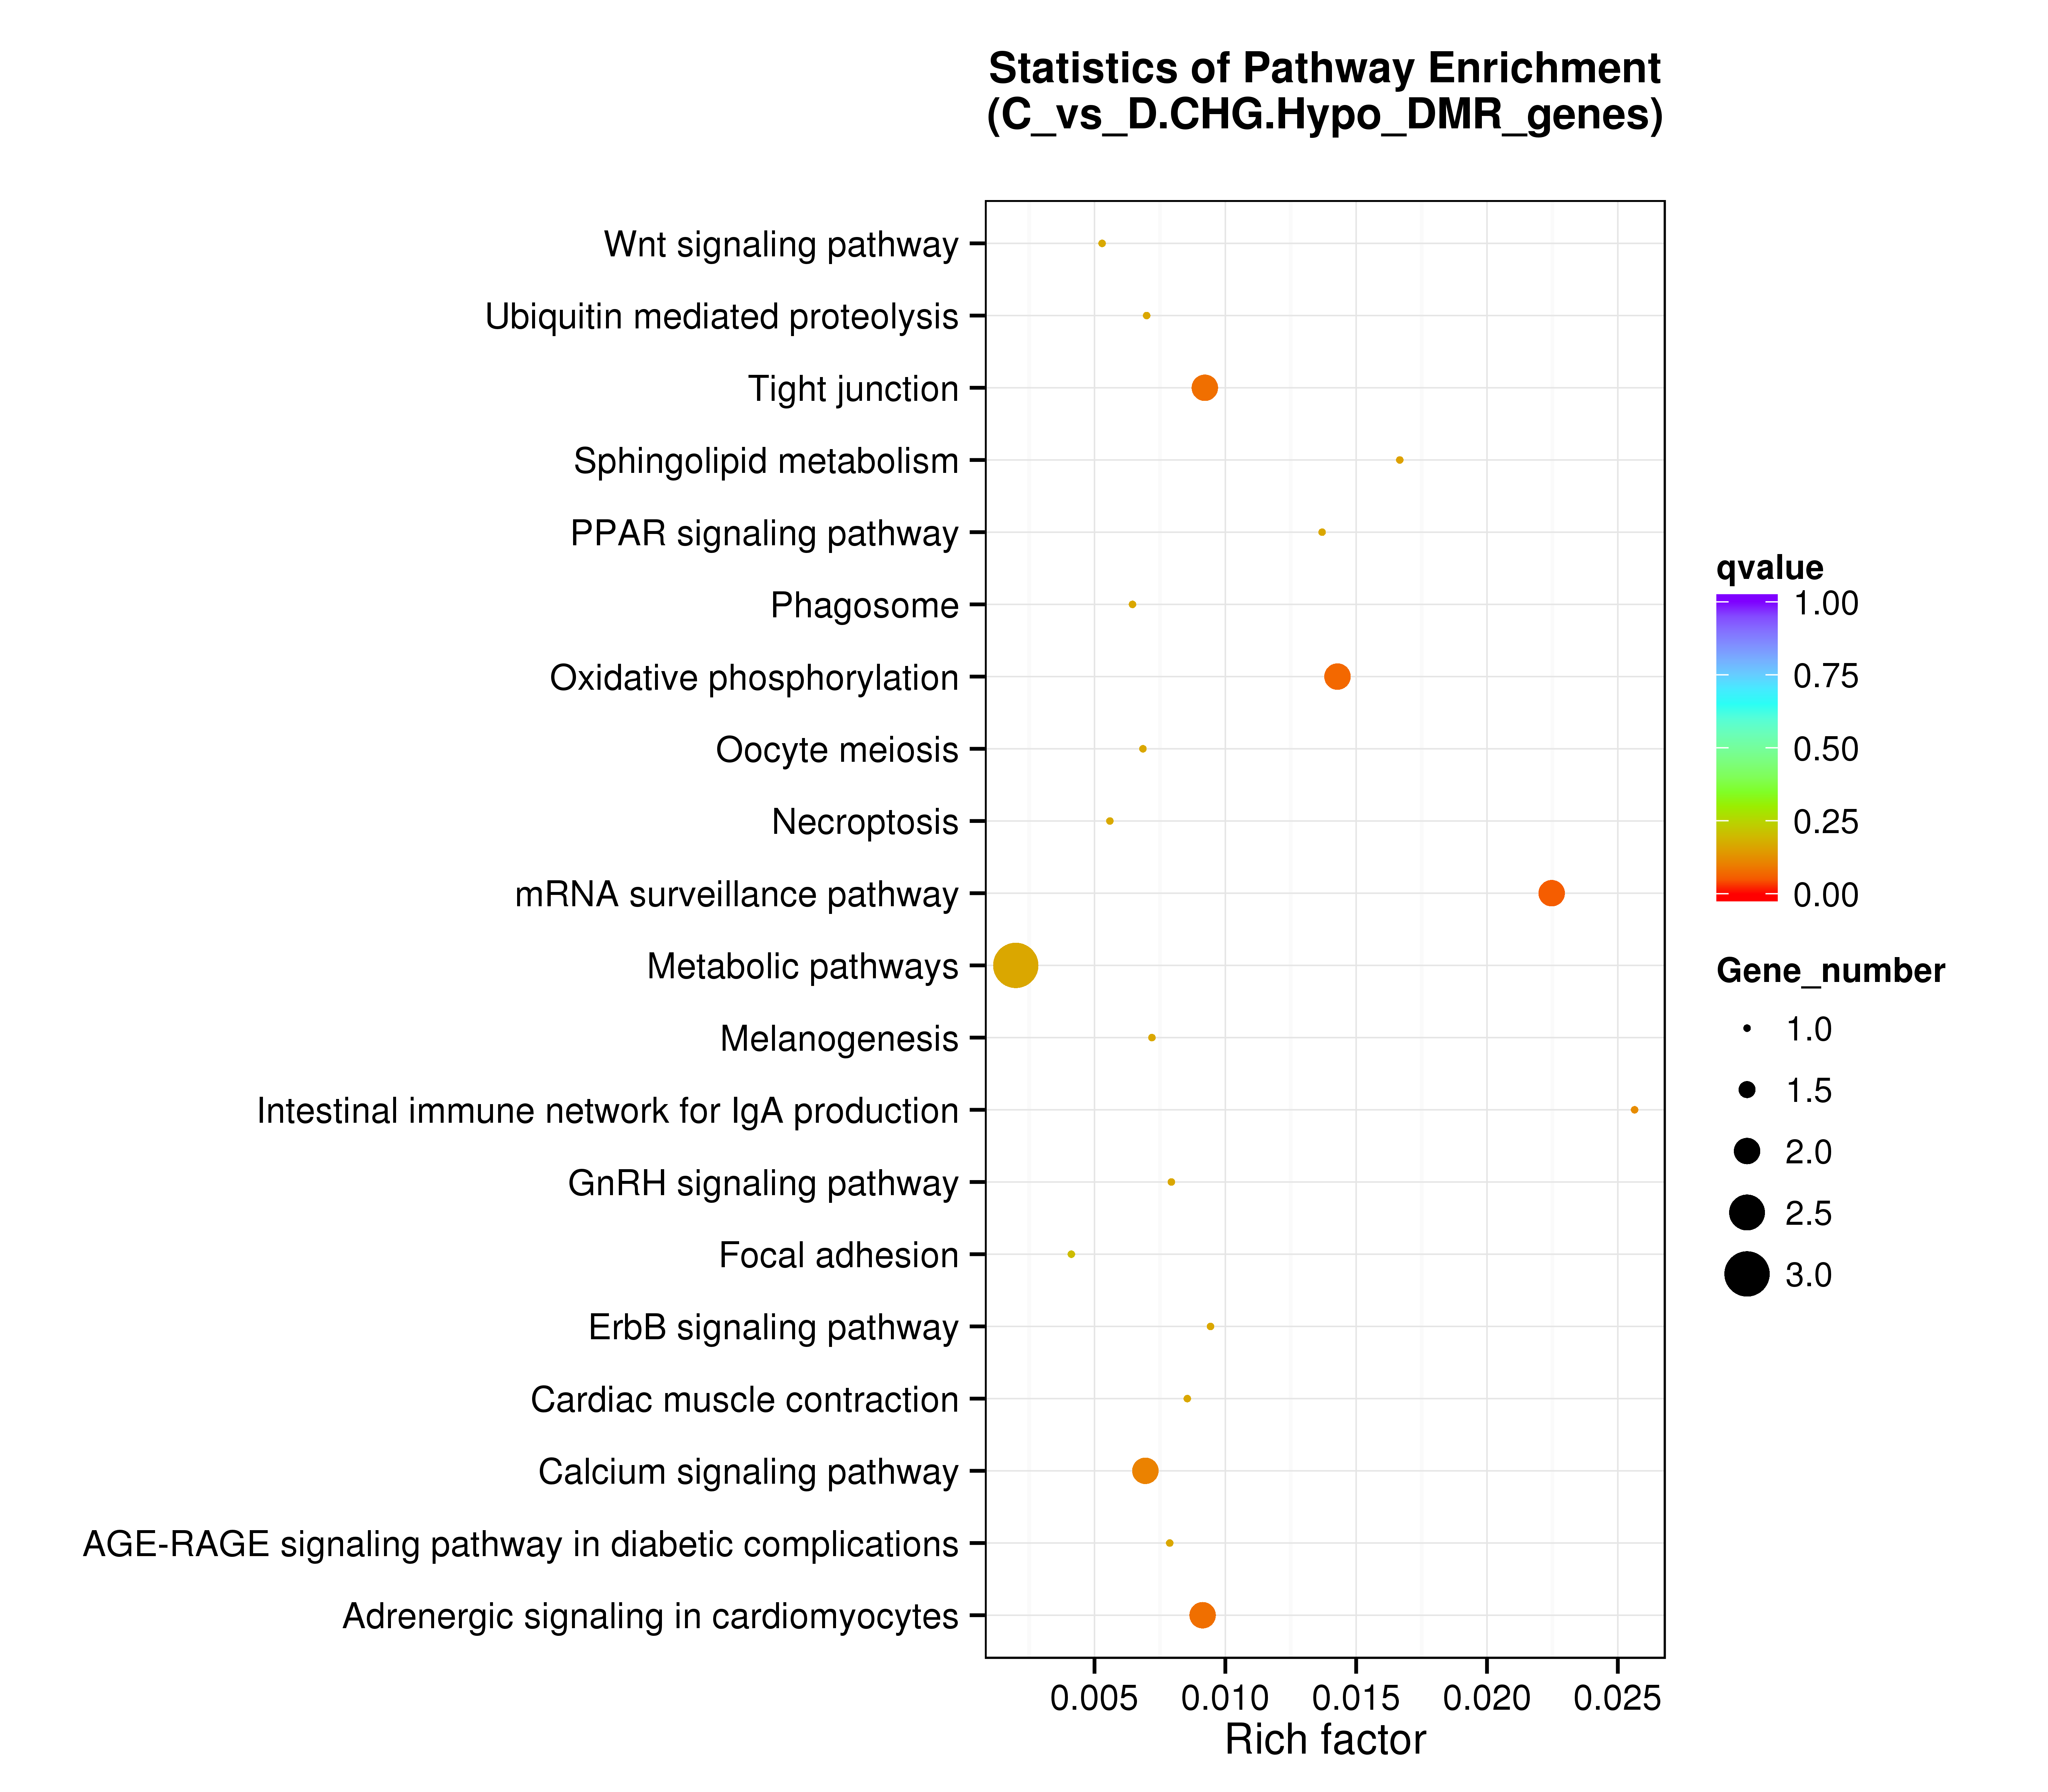 Statistics of Pathway Enrichment
(C_vs_D.CHG.Hypo_DMR_genes)
Wnt signaling pathway
Ubiquitin mediated proteolysis
Tight junction
Sphingolipid metabolism
PPAR signaling pathway
Phagosome
Oxidative phosphorylation
Oocyte meiosis
Necroptosis
mRNA surveillance pathway
Metabolic pathways
Melanogenesis
Intestinal immune network for IgA production
GnRH signaling pathway
Focal adhesion
ErbB signaling pathway
Cardiac muscle contraction
Calcium signaling pathway
AGE-RAGE signaling pathway in diabetic complications
Adrenergic signaling in cardiomyocytes
0.005 0.010 0.015 0.020 0.025
Rich factor
qvalue
1.00
0.75
0.50
0.25
0.00
Gene_number
1.0
1.5
2.0
2.5
3.0